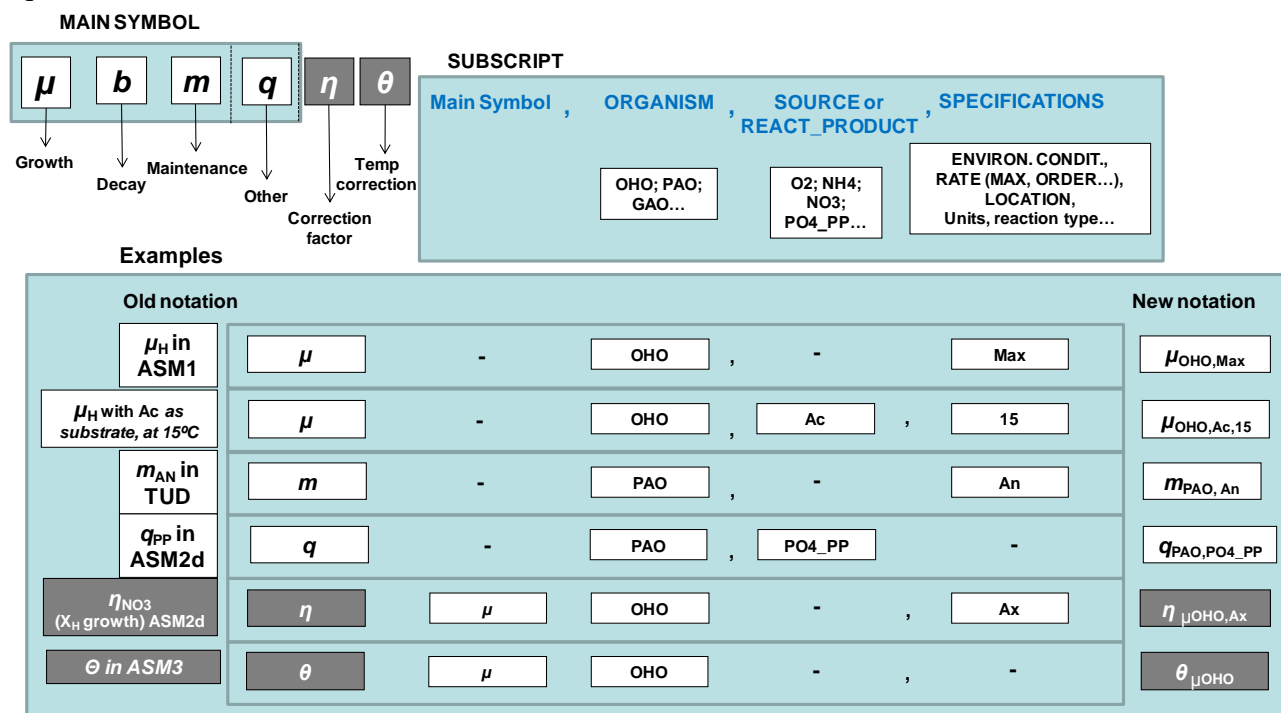 MAIN SYMBOL
µ b m q η θ
Growth
Decay
Maintenance
Other
Correction
factor
Temp
correction
SUBSCRIPT
Main Symbol , ORGANISM , SOURCE or
REACT_PRODUCT , SPECIFICATIONS
OHO; PAO;
GAO…
O2; NH4;
NO3;
PO4_PP…
ENVIRON. CONDIT.,
RATE (MAX, ORDER…),
LOCATION,
Units, reaction type…
Examples
Old notation
New notation
µH in
ASM1
µ - OHO , - Max
µOHO,Max
µH with Ac as
substrate, at 15ºC
µ - OHO , Ac , 15
µOHO,Ac,15
mAN in
TUD
m - PAO , - An
mPAO, An
qPP in
ASM2d
q - PAO , PO4_PP -
qPAO,PO4_PP
ηNO3
(XH growth) ASM2d
η µ OHO - , Ax
η µOHO,Ax
Θ in ASM3
θ µ OHO - , -
θ µOHO